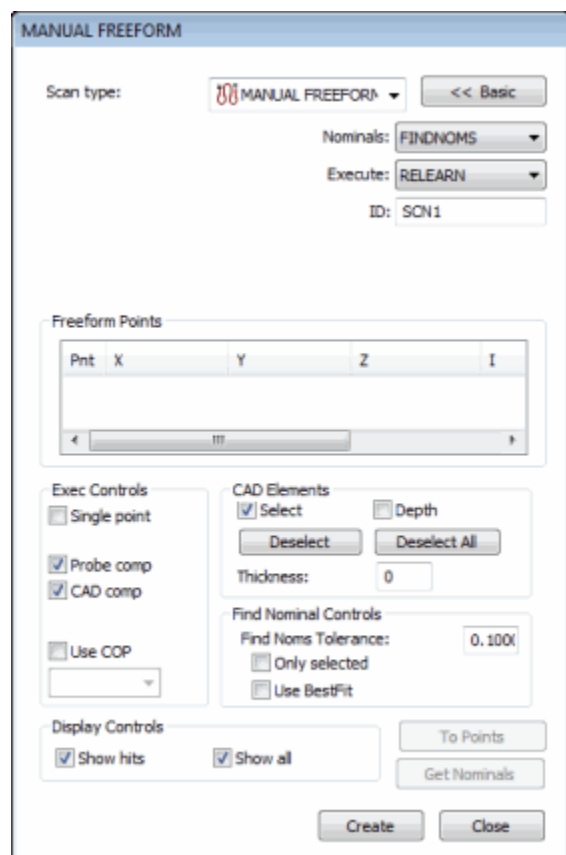 MANUAL FREEFORM
Scan type: MANUAL FREEFORM << Basic
Nominals: FINDNOMS
Execute: RELEARN
ID: SCN1
Freeform Points
Pnt X Y Z I
Exec Controls
Single point
Probe comp
CAD comp
Use COP
CAD Elements
Select Depth
Deselect Deselect All
Thickness: 0
Find Nominal Controls
Find Noms Tolerance: 0.100
Only selected
Use BestFit
Display Controls
Show hits Show all
To Points
Get Nominals
Create Close